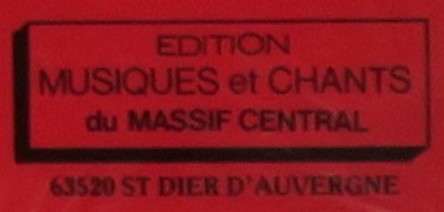 EDITION
MUSIQUES et CHANTS
du MASSIF CENTRAL
63520 ST DIER D'AUVERGNE